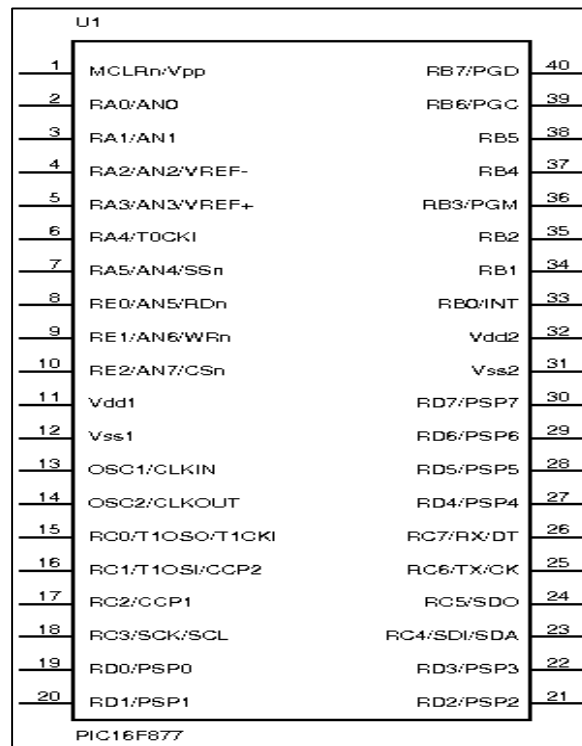 U1
1 MCLRn/Vpp RB7/PGD 40
2 RA0/AN0 RB6/PGC 39
3 RA1/AN1 RB5 38
4 RA2/AN2/VREF- RB4 37
5 RA3/AN3/VREF+ RB3/PGM 36
6 RA4/T0CKI RB2 35
7 RA5/AN4/SSn RB1 34
8 RE0/AN5/RDn RB0/INT 33
9 RE1/AN6/WRn Vdd2 32
10 RE2/AN7/CSn Vss2 31
11 Vdd1 RD7/PSP7 30
12 Vss1 RD6/PSP6 29
13 OSC1/CLKIN RD5/PSP5 28
14 OSC2/CLKOUT RD4/PSP4 27
15 RC0/T1OSO/T1CKI RC7/RX/DT 26
16 RC1/T1OSI/CCP2 RC6/TX/CK 25
17 RC2/CCP1 RC5/SDO 24
18 RC3/SCK/SCL RC4/SDI/SDA 23
19 RD0/PSP0 RD3/PSP3 22
20 RD1/PSP1 RD2/PSP2 21
PIC16F877